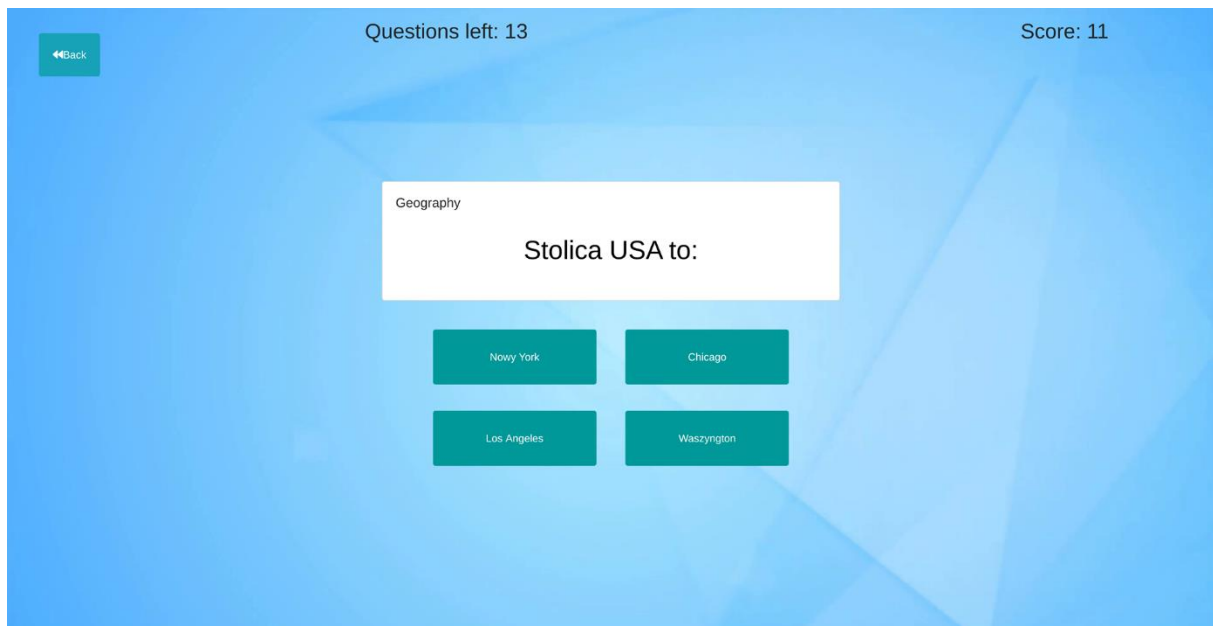 Back
Questions left: 13
Score: 11
Geography
Stolica USA to:
Nowy York
Chicago
Los Angeles
Waszyngton